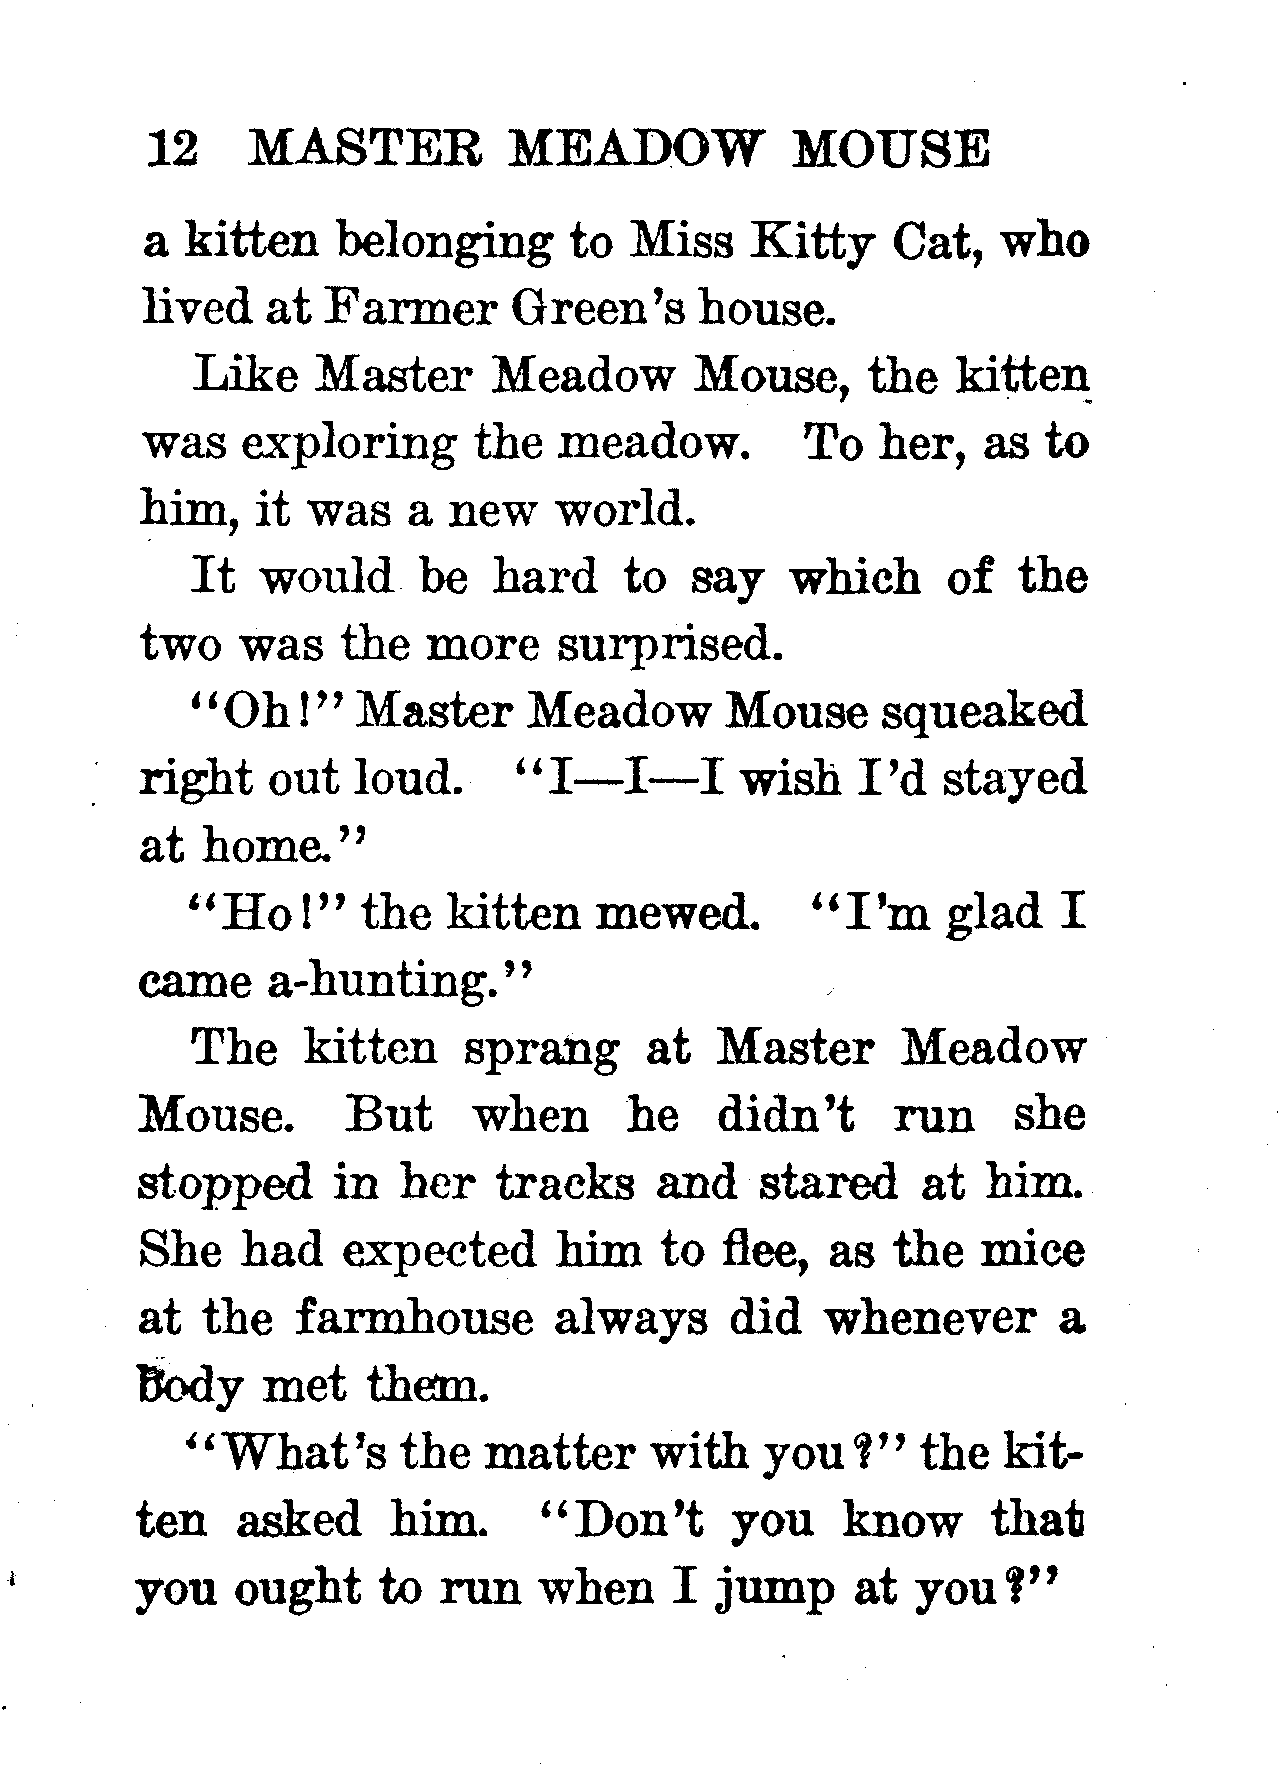 12 MASTER MEADOW MOUSE
a kitten belonging to Miss Kitty Cat, who
lived at Farmer Green's house.
Like Master Meadow Mouse, the kitten
was exploring the meadow. To her, as to
him, it was a new world.
It would be hard to say which of the
two was the more surprised.
"Oh!" Master Meadow Mouse squeaked
right out loud. "I—I—I wish I'd stayed
at home."
"Ho!" the kitten mewed. "I'm glad I
came a-hunting."
The kitten sprang at Master Meadow
Mouse. But when he didn't run she
stopped in her tracks and stared at him.
She had expected him to flee, as the mice
at the farmhouse always did whenever a
body met them.
"What's the matter with you?" the kit-
ten asked him. "Don't you know that
you ought to run when I jump at you?"